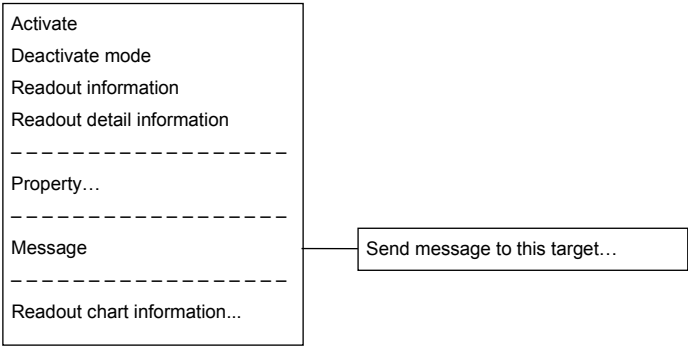 Activate
Deactivate mode
Readout information
Readout detail information
Property…
Message
Send message to this target…
Readout chart information...